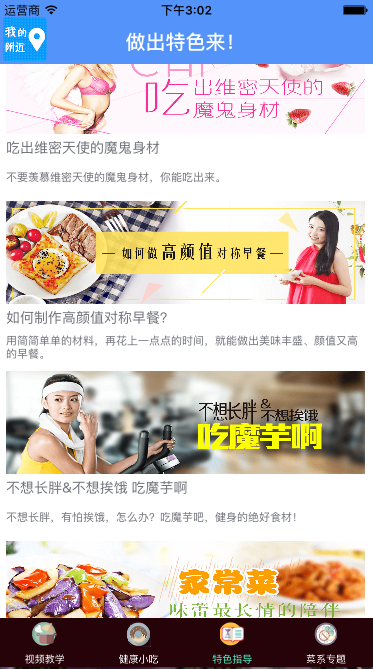 运营商
下午3:02
我的
附近
做出特色来!
吃
出维密天使的
魔鬼身材
吃出维密天使的魔鬼身材
不要羡慕维密天使的魔鬼身材，你能吃出来。
— 如何做高颜值对称早餐 —
如何制作高颜值对称早餐?
用简简单单的材料，再花上一点点的时间，就能做出美味丰盛、颜值又高
的早餐。
不想长胖&不想挨饿
吃魔芋啊
不想长胖&不想挨饿 吃魔芋啊
不想长胖，有怕挨饿，怎么办？吃魔芋吧，健身的绝好食材！
家常菜
味蕾最长情的陪伴
视频教学
健康小吃
特色指导
菜系专题